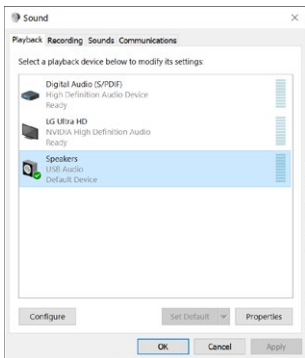 Sound
Playback Recording Sounds Communications
Select a playback device below to modify its settings:
Digital Audio (S/PDIF)
High Definition Audio Device
Ready
LG Ultra HD
NVIDIA High Definition Audio
Ready
Speakers
USB Audio
Default Device
Configure Set Default Properties
OK Cancel Apply